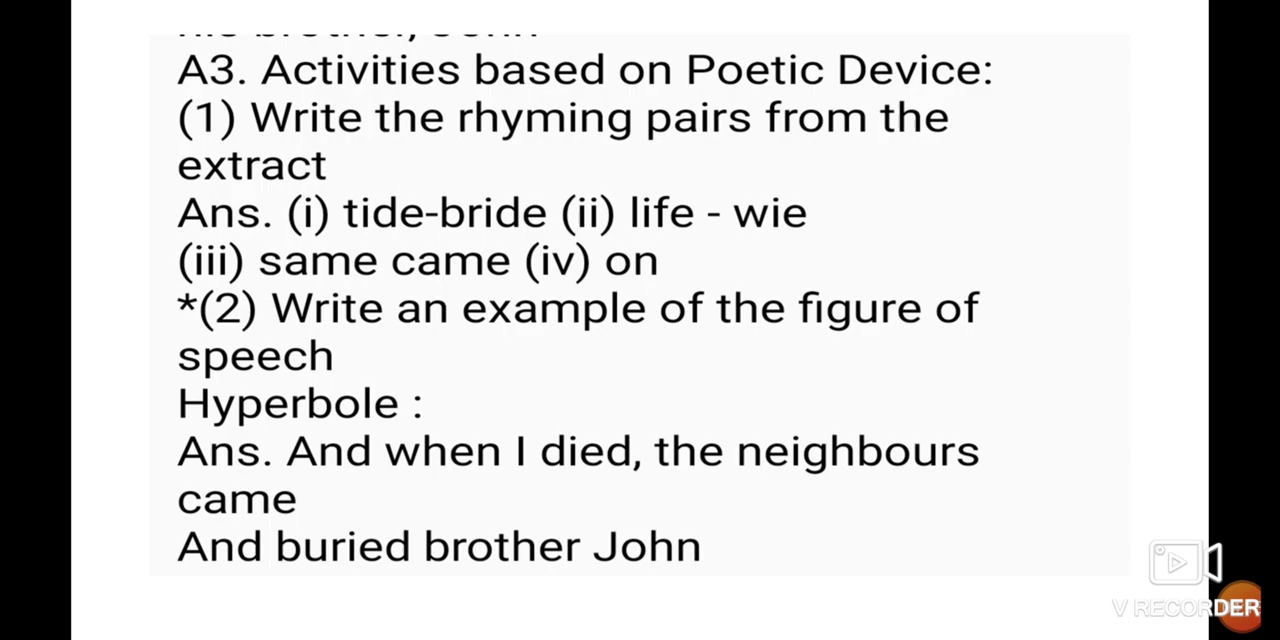 A3. Activities based on Poetic Device:
(1) Write the rhyming pairs from the
extract
Ans. (i) tide-bride (ii) life - wie
(iii) same came (iv) on
*(2) Write an example of the figure of
speech
Hyperbole :
Ans. And when I died, the neighbours
came
And buried brother John
V RECORDER